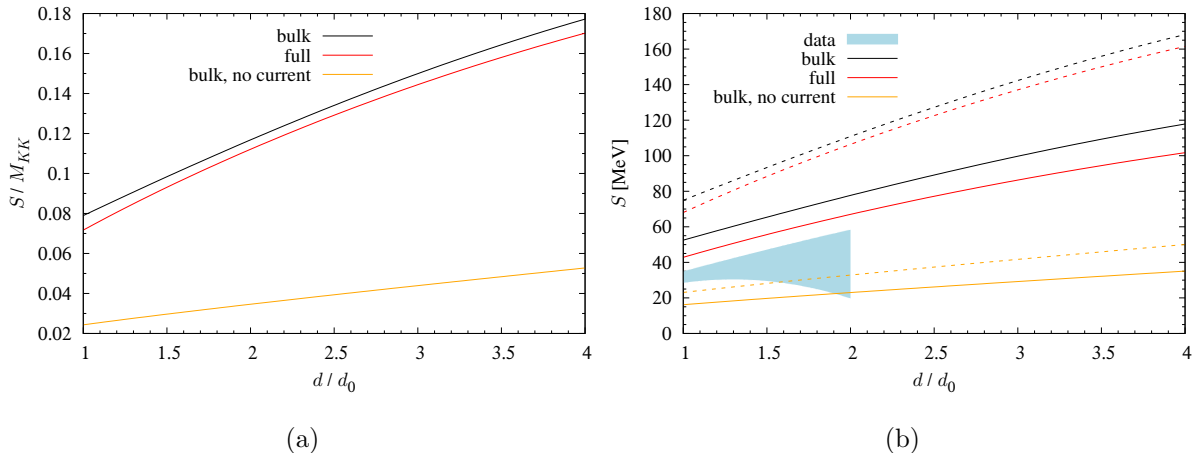 0.18
0.16
0.14
0.12
0.1
0.08
0.06
0.04
0.02
S / M_KK
bulk
full
bulk, no current
1 1.5 2 2.5 3 3.5 4
d / d_0
(a)
180
160
140
120
100
80
60
40
20
0
S [MeV]
data
bulk
full
bulk, no current
1 1.5 2 2.5 3 3.5 4
d / d_0
(b)